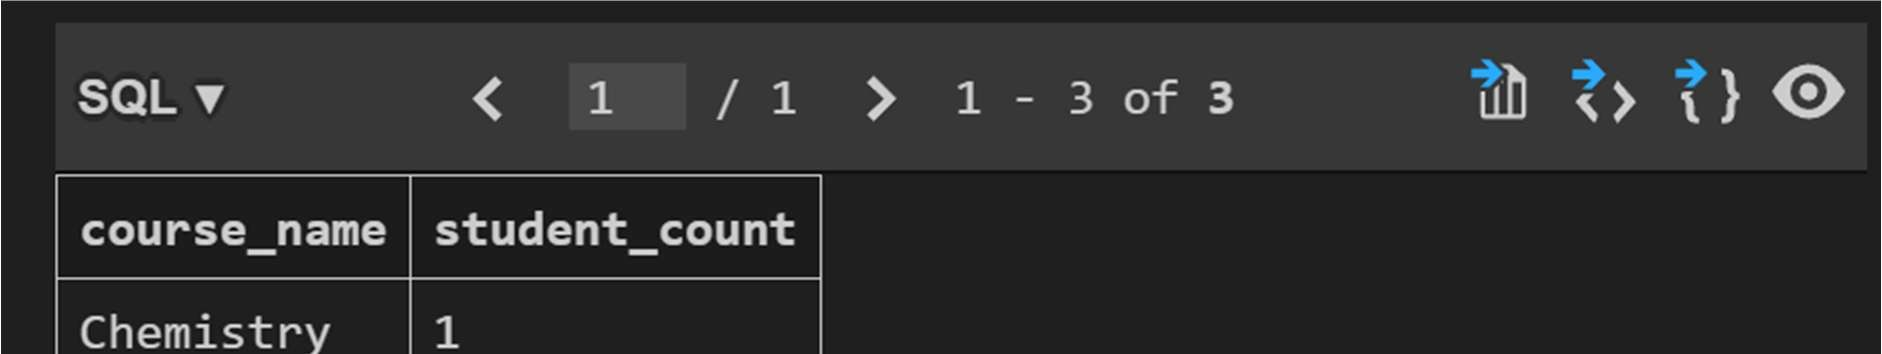 SQL ▼ 1 / 1 1 - 3 of 3
course_name student_count
Chemistry 1